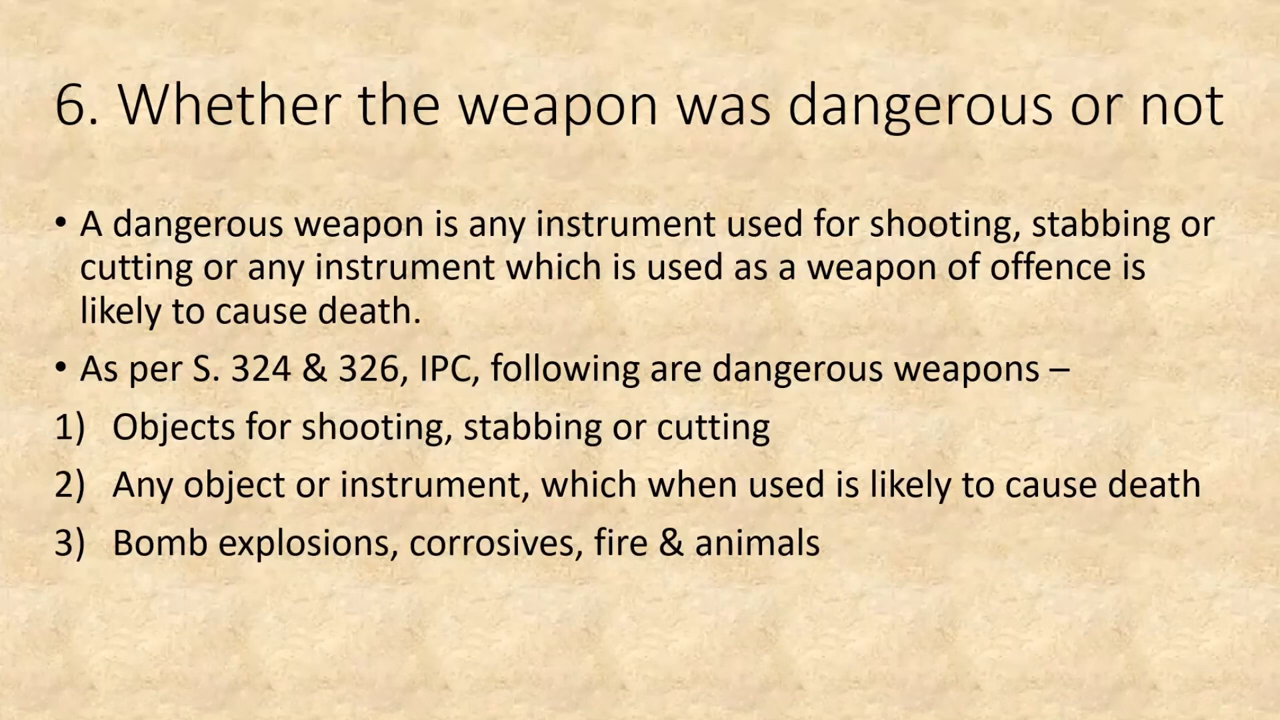 6. Whether the weapon was dangerous or not
• A dangerous weapon is any instrument used for shooting, stabbing or
cutting or any instrument which is used as a weapon of offence is
likely to cause death.
• As per S. 324 & 326, IPC, following are dangerous weapons –
1) Objects for shooting, stabbing or cutting
2) Any object or instrument, which when used is likely to cause death
3) Bomb explosions, corrosives, fire & animals